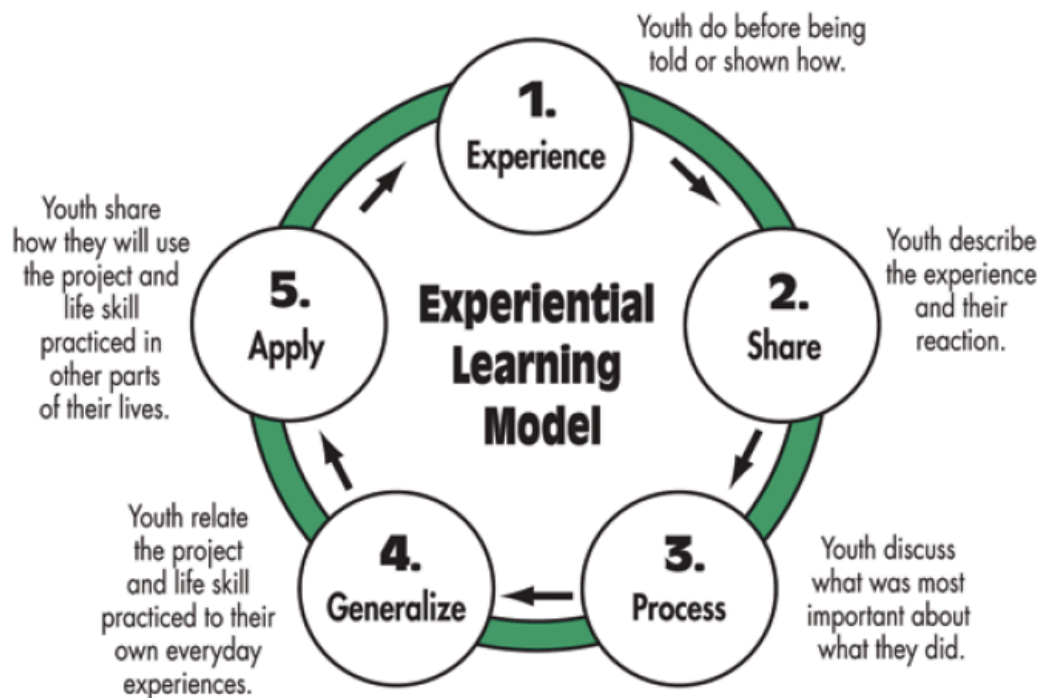 Youth do before being
told or shown how.
1.
Experience
Youth describe
the experience
and their
reaction.
2.
Share
Experiential
Learning
Model
Youth discuss
what was most
important about
what they did.
3.
Process
4.
Generalize
Youth relate
the project
and life skill
practiced to their
own everyday
experiences.
5.
Apply
Youth share
how they will use
the project and
life skill
practiced in
other parts
of their lives.